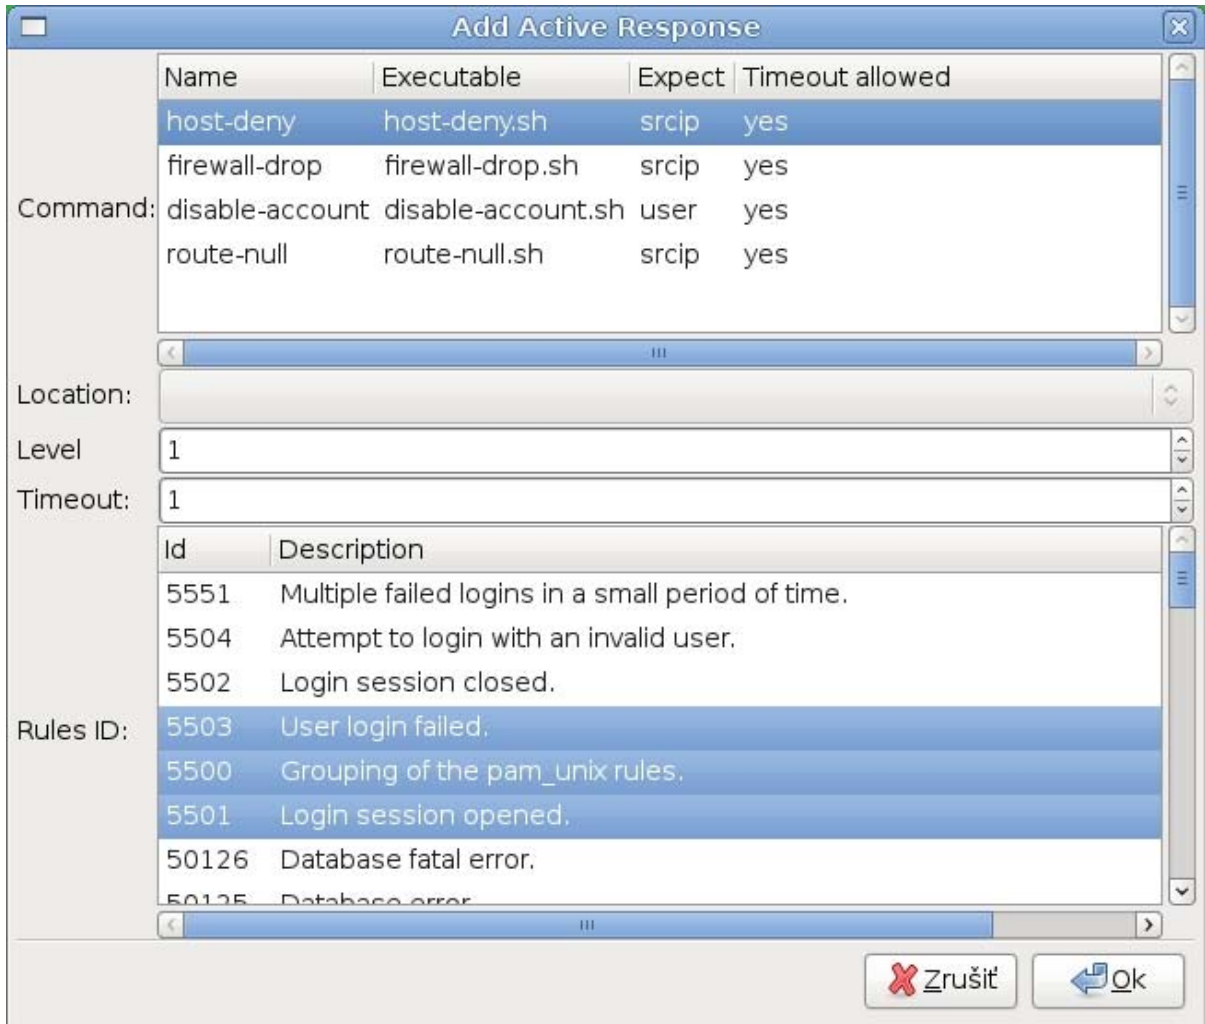 Add Active Response
Name Executable Expect Timeout allowed
host-deny host-deny.sh srcip yes
firewall-drop firewall-drop.sh srcip yes
Command: disable-account disable-account.sh user yes
route-null route-null.sh srcip yes
Location:
Level 1
Timeout: 1
Id Description
5551 Multiple failed logins in a small period of time.
5504 Attempt to login with an invalid user.
5502 Login session closed.
Rules ID: 5503 User login failed.
5500 Grouping of the pam_unix rules.
5501 Login session opened.
50126 Database fatal error.
50125 Database error.
Zrušiť Ok